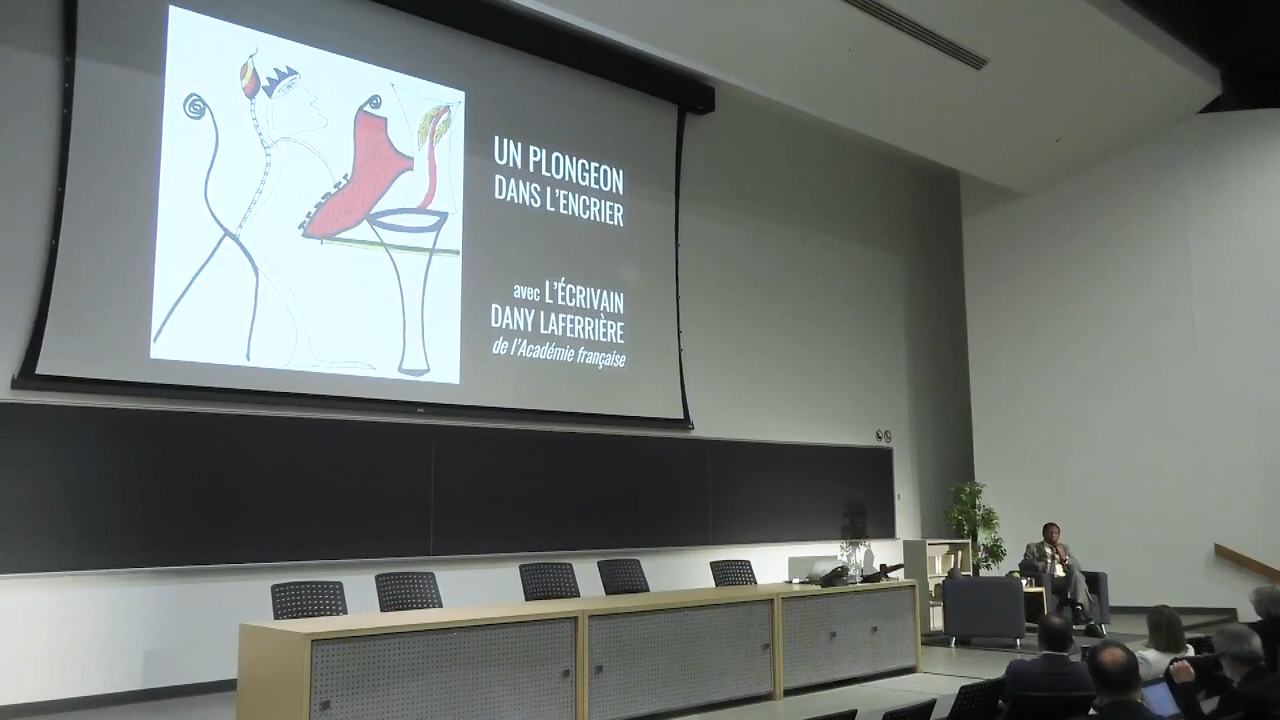 UN PLONGEON
DANS L'ENCRIER
avec L'ÉCRIVAIN
DANY LAFERRIÈRE
de l'Académie française